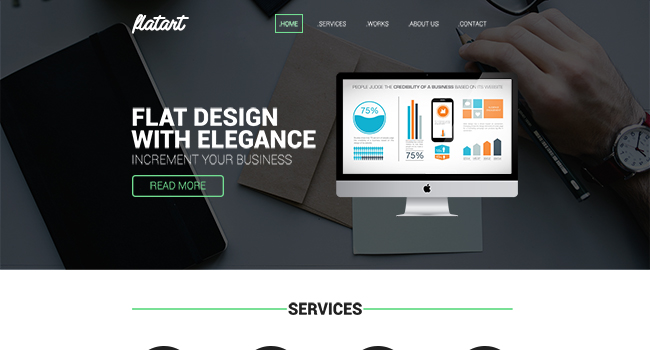 flatart
.HOME
.SERVICES
.WORKS
.ABOUT US
.CONTACT
PEOPLE JUDGE THE CREDIBILITY OF A BUSINESS BASED ON ITS WEBSITE
75%
75%
FLAT DESIGN
WITH ELEGANCE
INCREMENT YOUR BUSINESS
READ MORE
SERVICES